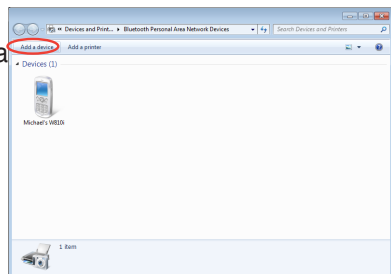 « Devices and Print... ▸ Bluetooth Personal Area Network Devices
Search Devices and Printers
a
Add a device
Add a printer
Devices (1)
Michael's W810i
1 item